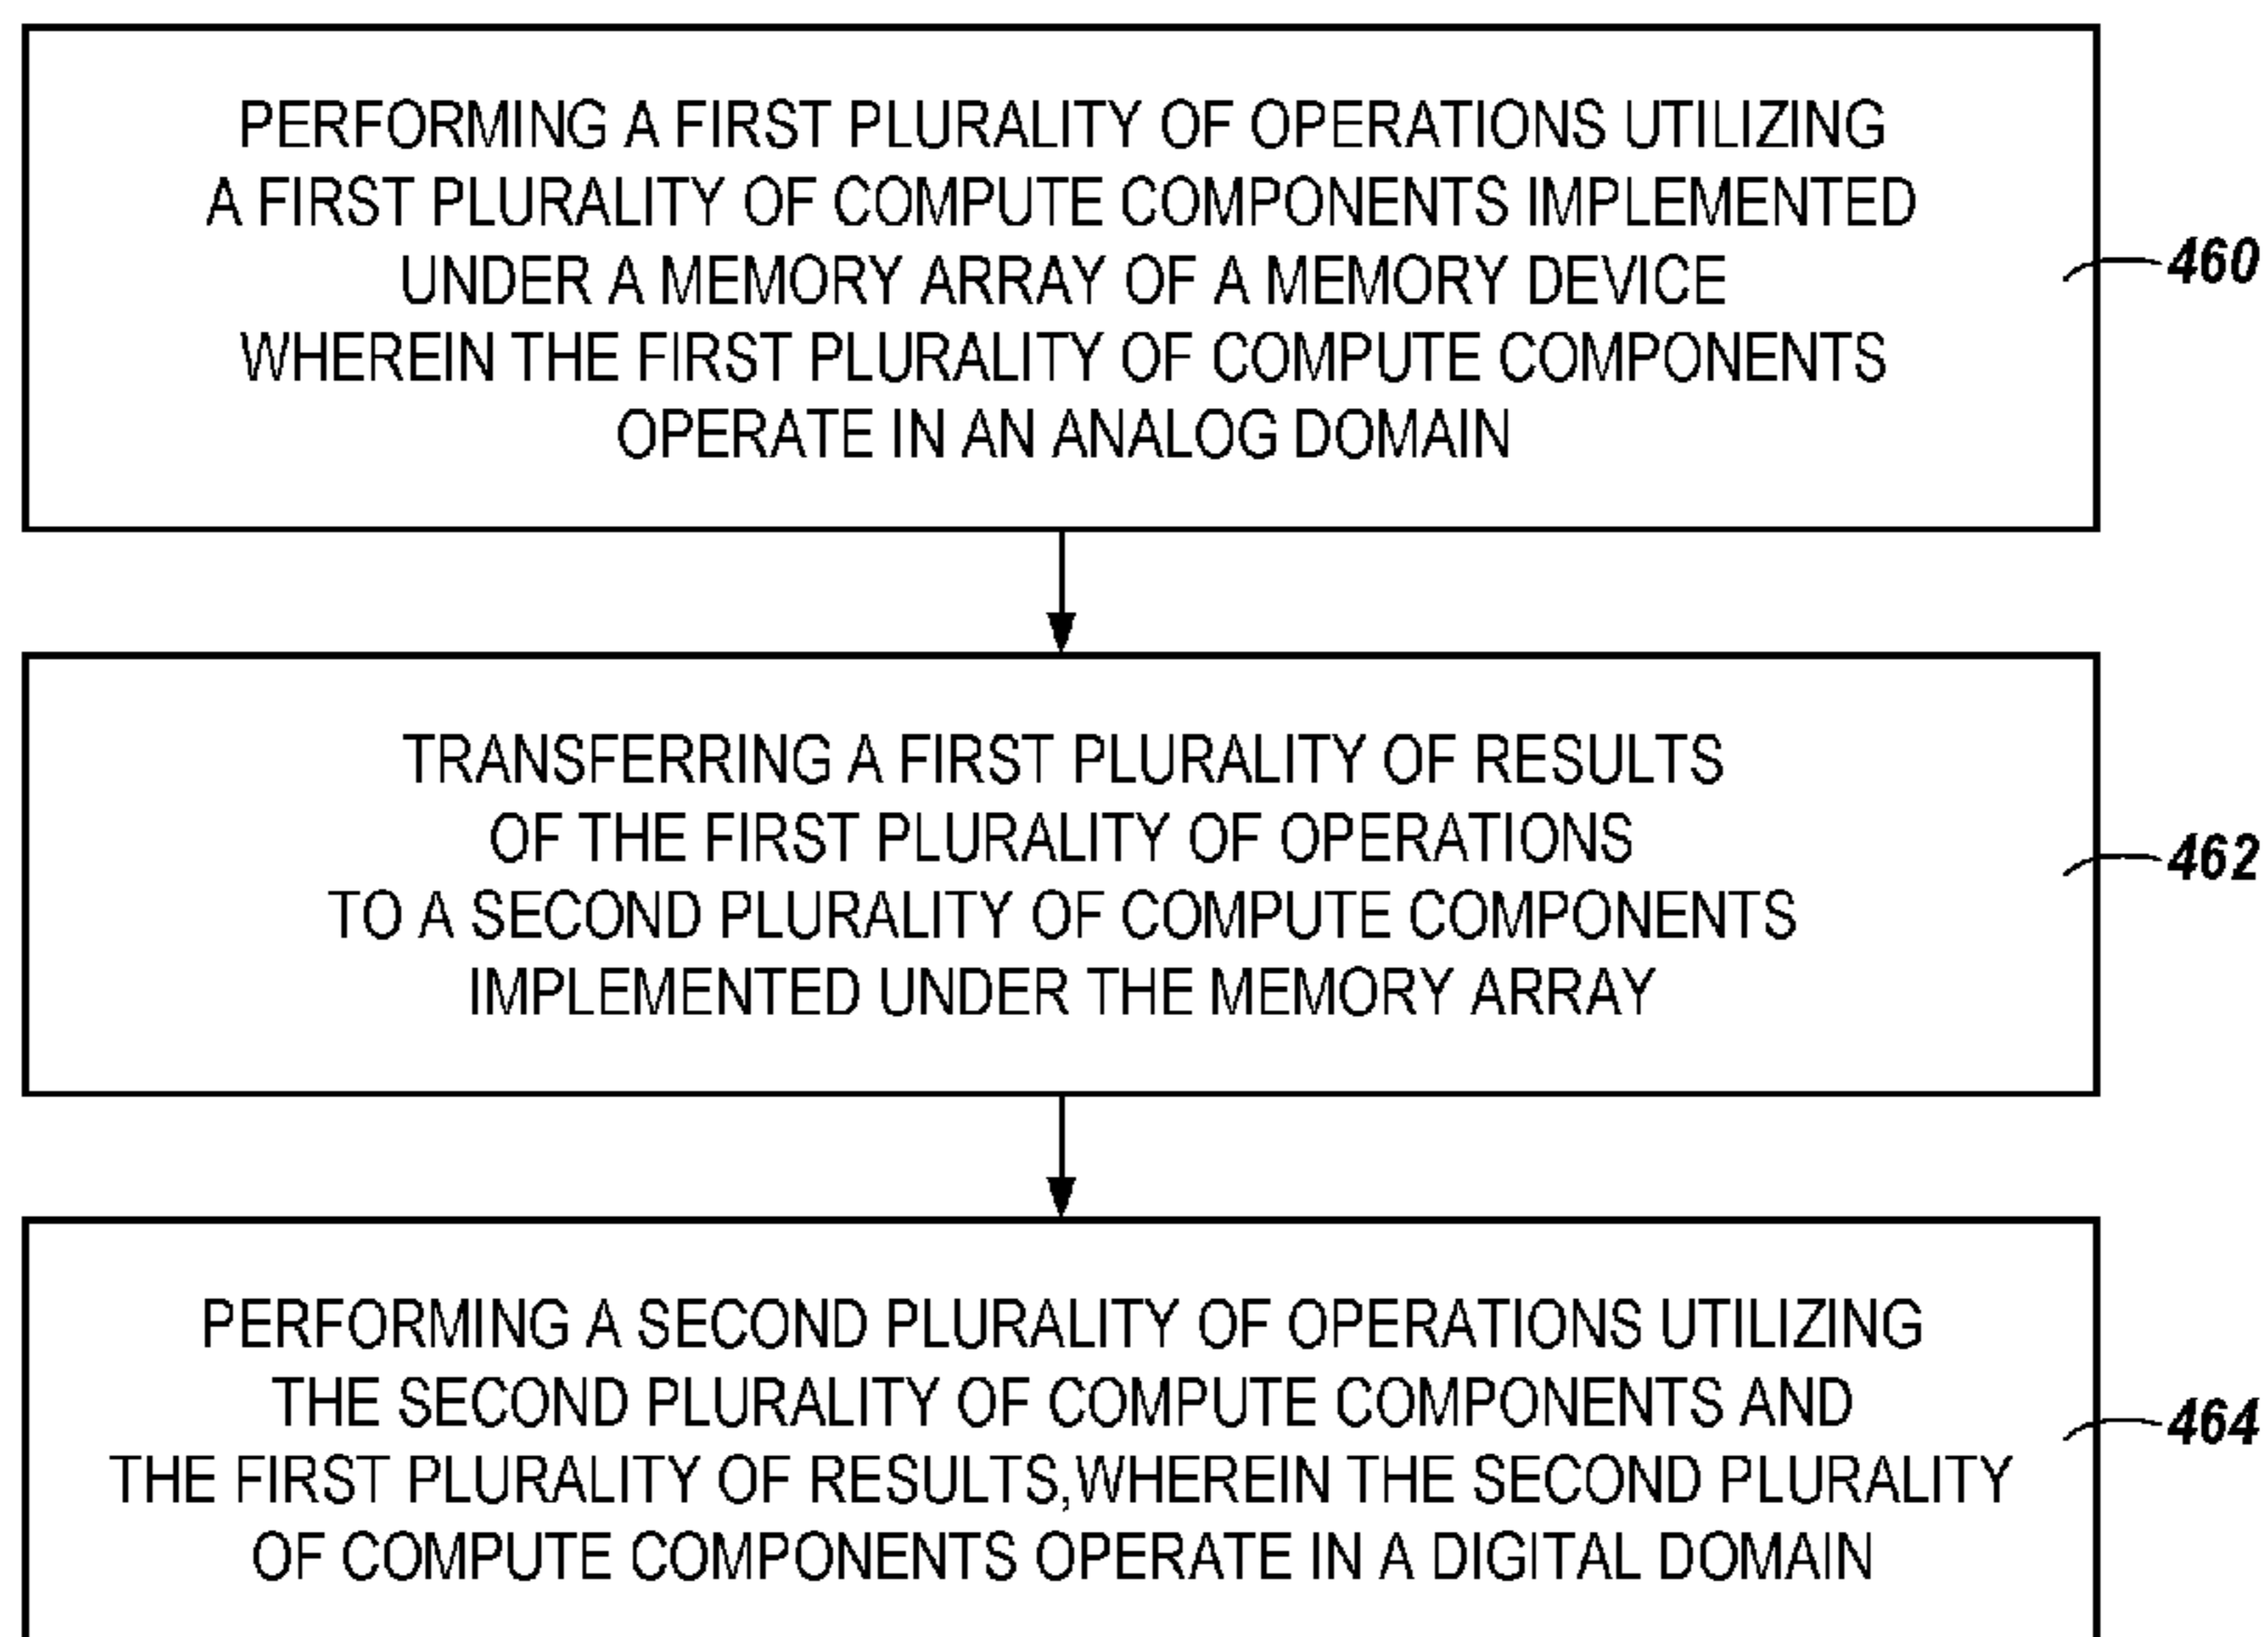 PERFORMING A FIRST PLURALITY OF OPERATIONS UTILIZING
A FIRST PLURALITY OF COMPUTE COMPONENTS IMPLEMENTED
UNDER A MEMORY ARRAY OF A MEMORY DEVICE
WHEREIN THE FIRST PLURALITY OF COMPUTE COMPONENTS
OPERATE IN AN ANALOG DOMAIN
460
TRANSFERRING A FIRST PLURALITY OF RESULTS
OF THE FIRST PLURALITY OF OPERATIONS
TO A SECOND PLURALITY OF COMPUTE COMPONENTS
IMPLEMENTED UNDER THE MEMORY ARRAY
462
PERFORMING A SECOND PLURALITY OF OPERATIONS UTILIZING
THE SECOND PLURALITY OF COMPUTE COMPONENTS AND
THE FIRST PLURALITY OF RESULTS,WHEREIN THE SECOND PLURALITY
OF COMPUTE COMPONENTS OPERATE IN A DIGITAL DOMAIN
464